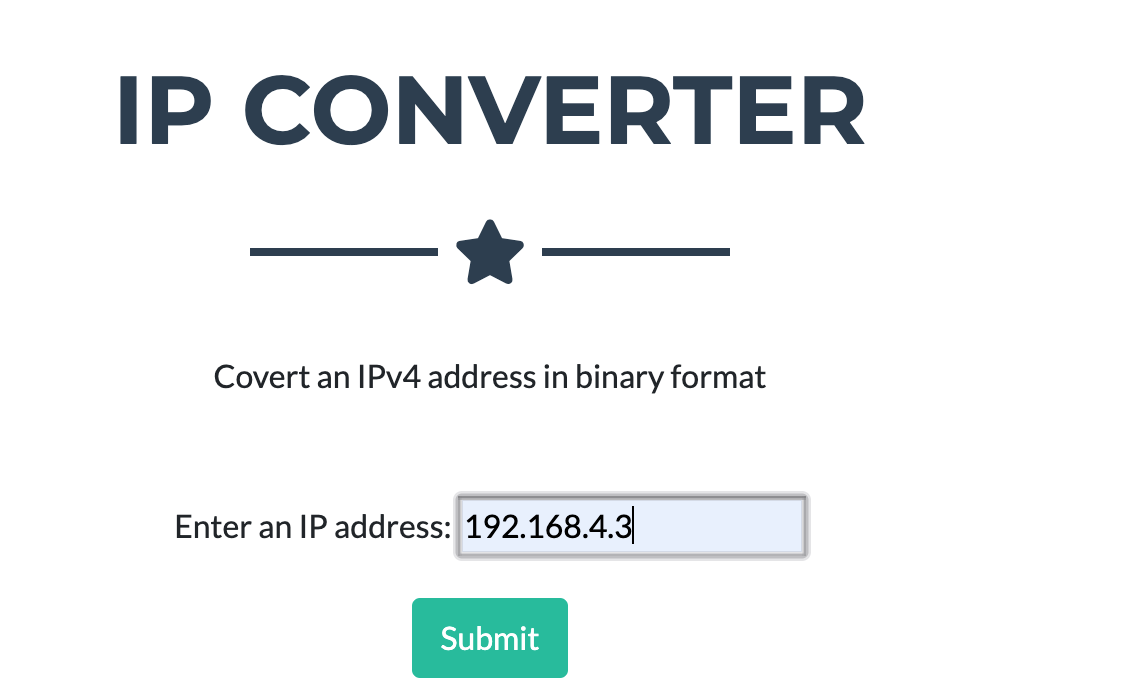 IP CONVERTER
Covert an IPv4 address in binary format
Enter an IP address: 192.168.4.3
Submit